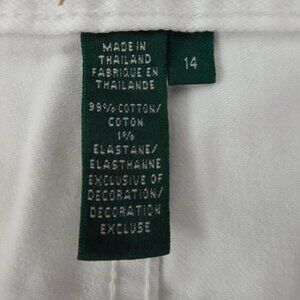 MADE IN
THAILAND
FABRIQUE EN
THAILANDE
14
99% COTTON/
COTON
1%
ELASTANE/
ELASTHANNE
EXCLUSIVE OF
DECORATION/
DECORATION
EXCLUSE